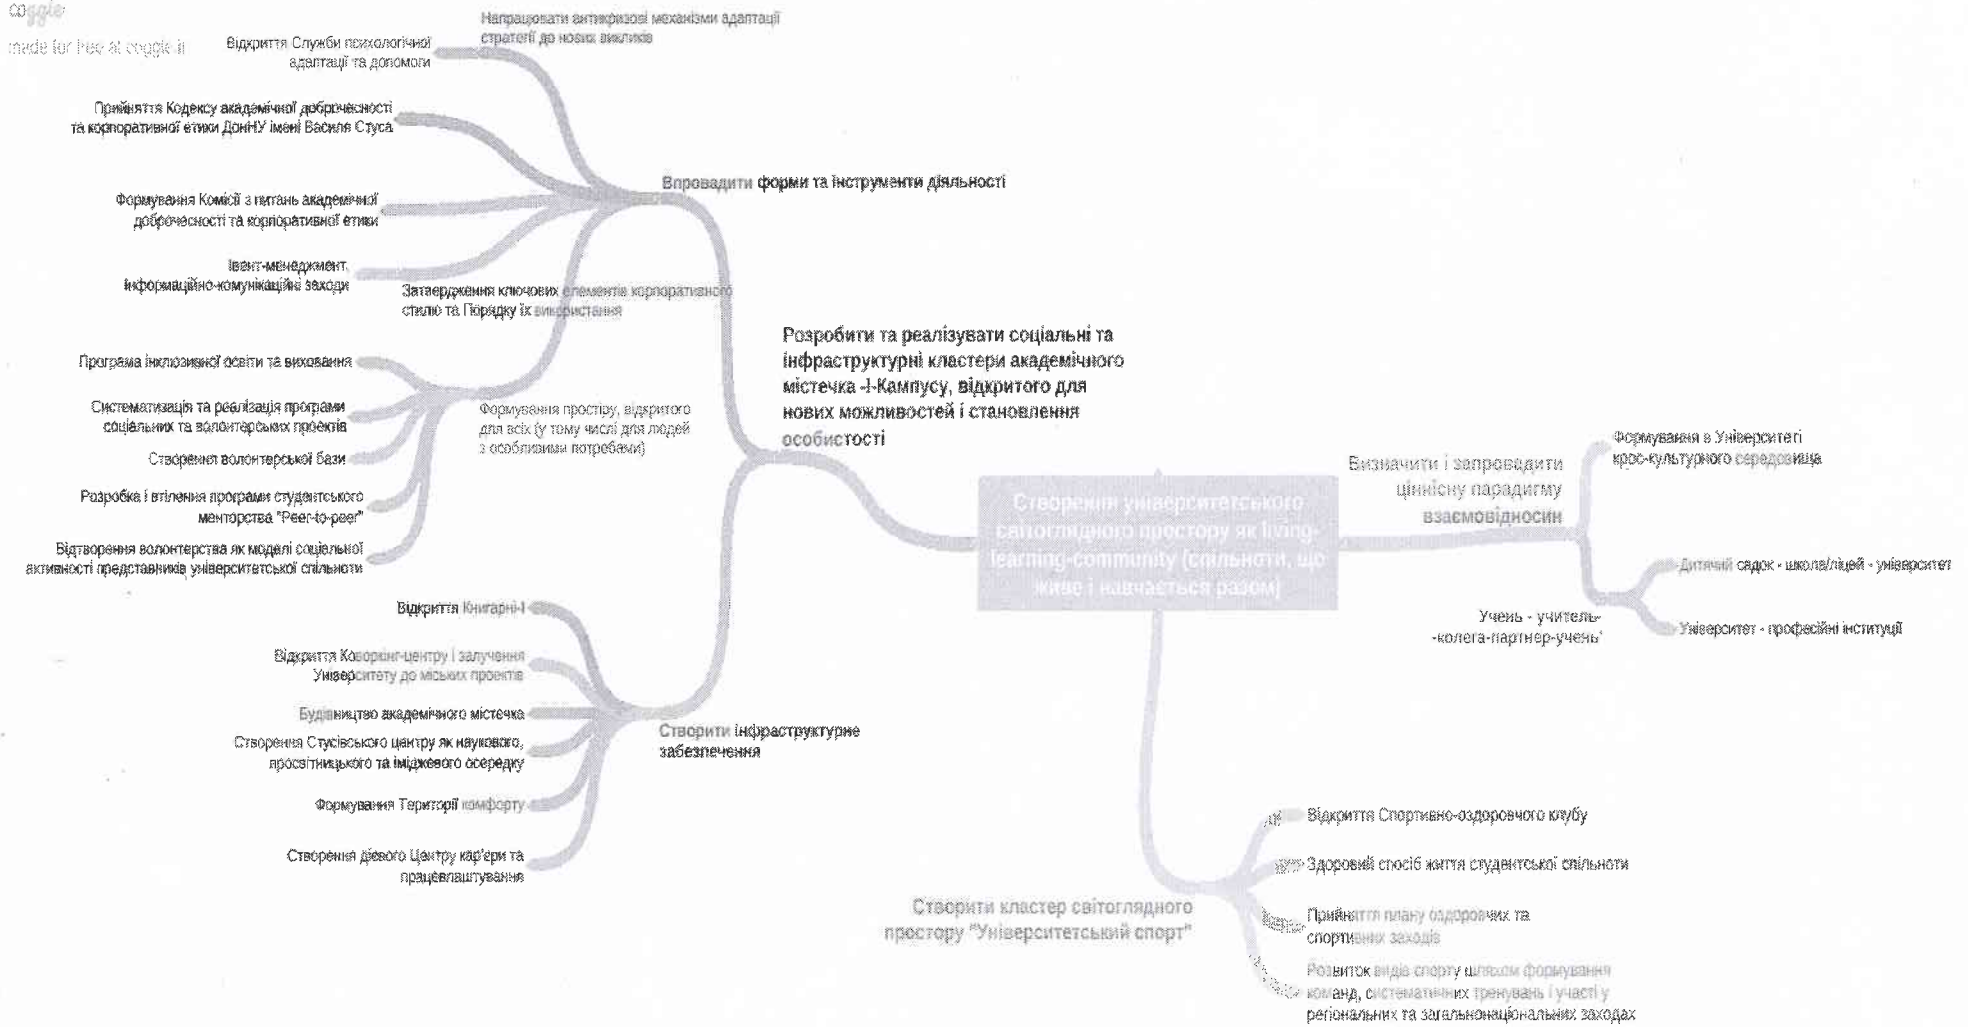 coggle
made for free at coggle.it
Напрацювати антикризові механізми адаптації
стратегії до нових викликів
Відкриття Служби психологічної
адаптації та допомоги
Прийняття Кодексу академічної доброчесності
та корпоративної етики ДонНУ імені Василя Стуса
Формування Комісії з питань академічної
доброчесності та корпоративної етики
Івент-менеджмент,
інформаційно-комунікаційні заходи
Впровадити форми та інструменти діяльності
Затвердження ключових елементів корпоративного
стилю та Порядку їх використання
Програма інклюзивної освіти та виховання
Систематизація та реалізація програми
соціальних та волонтерських проектів
Створення волонтерської бази
Розробка і втілення програми студентського
менторства "Peer-to-peer"
Відтворення волонтерства як моделі соціальної
активності представників університетської спільноти
Формування простіру, відкритого
для всіх (у тому числі для людей
з особливими потребами)
Розробити та реалізувати соціальні та
інфраструктурні кластери академічного
містечка -І-Кампусу, відкритого для
нових можливостей і становлення
особистості
Відкриття Книгарні-І
Відкриття Коворкінг-центру і залучення
Університету до міських проектів
Будівництво академічного містечка
Створення Стусівського центру як наукового,
просвітницького та іміджевого осередку
Формування Території комфорту
Створення дієвого Центру кар'єри та
працевлаштування
Створити інфраструктурне
забезпечення
Створення університетського
світоглядного простору як living-
learning-community (спільноти, що
живе і навчається разом)
Визначити і запровадити
ціннісну парадигму
взаємовідносин
Формування в Університеті
крос-культурного середовища
Дитячий садок - школа/ліцей - університет
Учень - учитель-
-колега-партнер-учень'
Університет - професійні інституції
Створити кластер світоглядного
простору "Університетський спорт"
Відкриття Спортивно-оздоровчого клубу
Здоровий спосіб життя студентської спільноти
Прийняття плану оздоровчих та
спортивних заходів
Розвиток видів спорту шляхом формування
команд, систематичних тренувань і участі у
регіональних та загальнонаціональних заходах